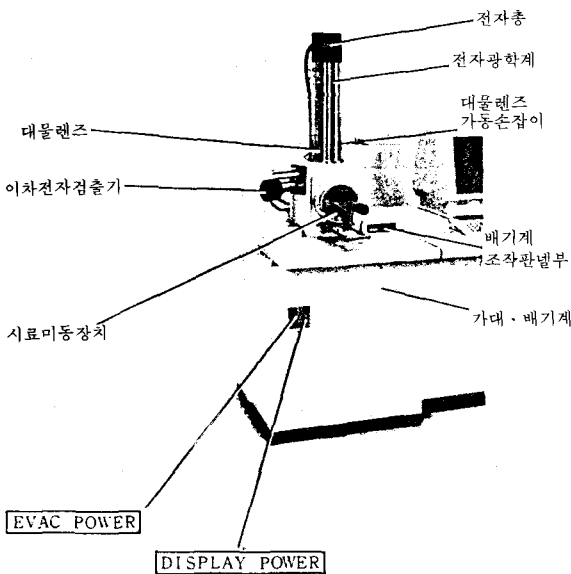 전자총
전자광학계
대물렌즈
가동손잡이
대물렌즈
이차전자검출기
배기계
조작판넬부
시료미동장치
가대·배기계
EVAC POWER
DISPLAY POWER